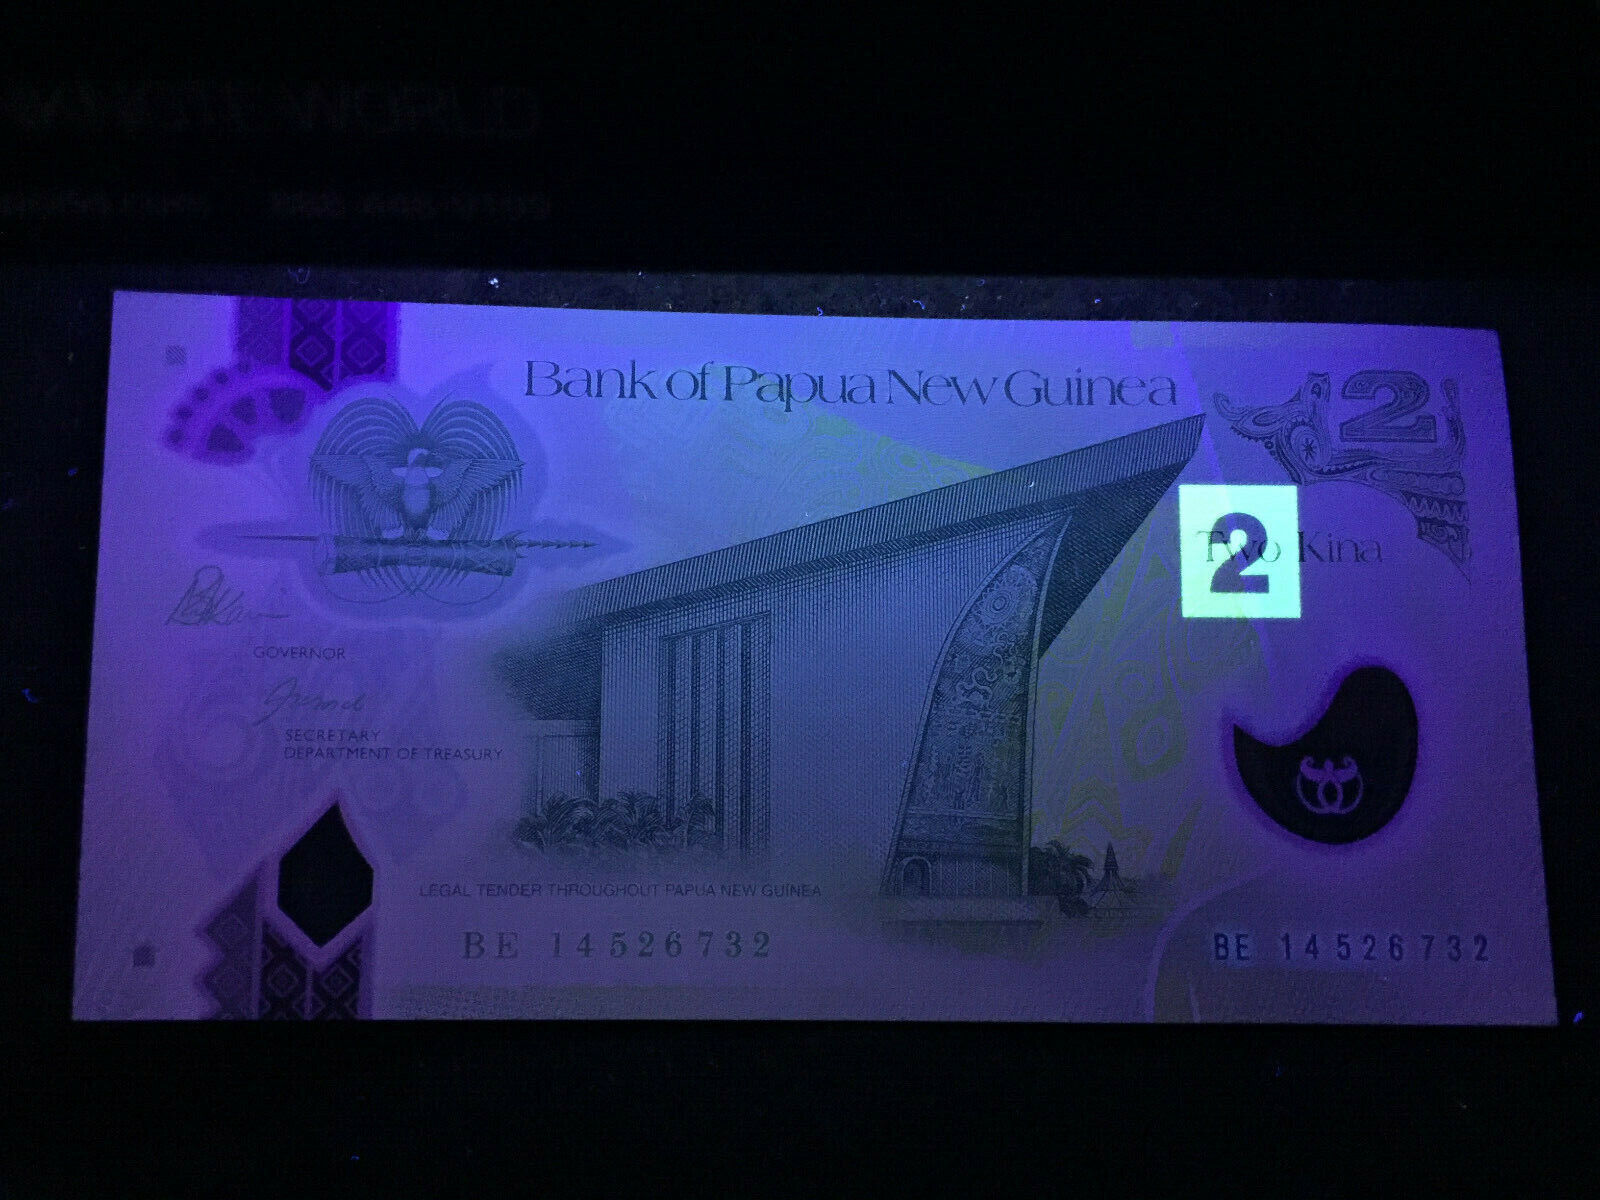 WORLD
Bank of Papua New Guinea
2
2
Two Kina
GOVERNOR
SECRETARY
DEPARTMENT OF TREASURY
LEGAL TENDER THROUGHOUT PAPUA NEW GUINEA
BE 14526732
BE 14526732